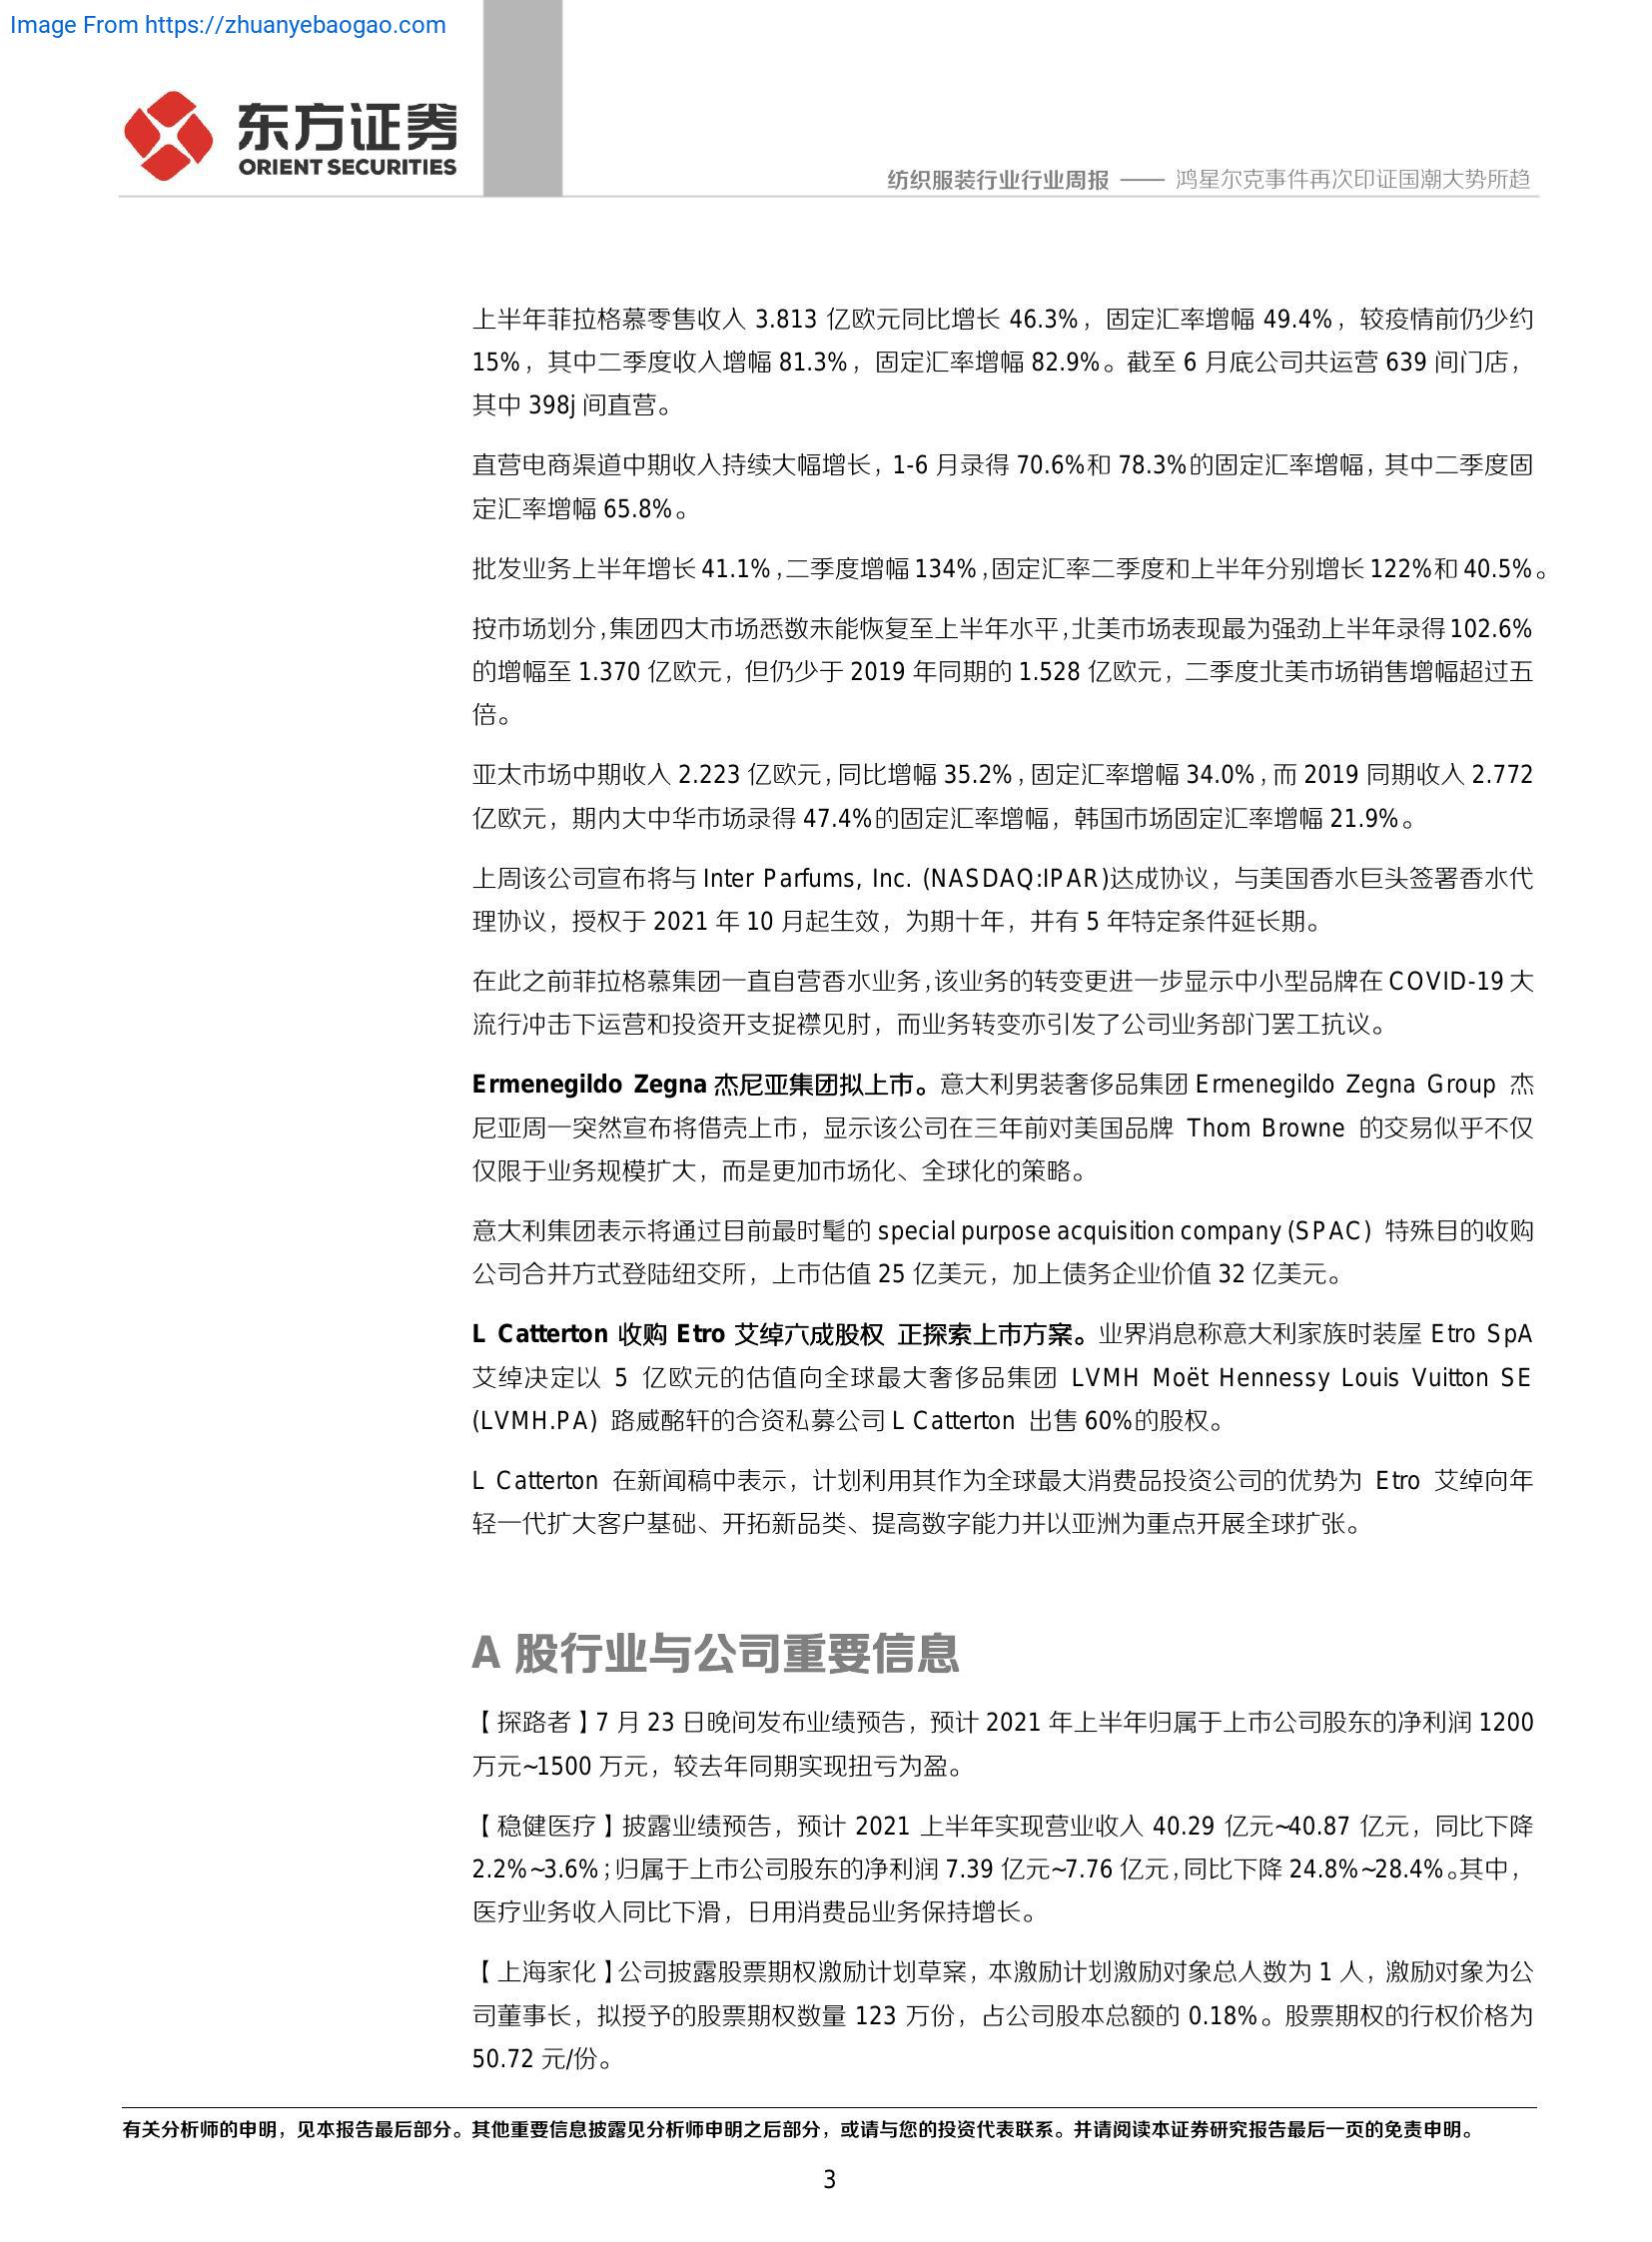 Image From https://zhuanyebaogao.com
东方证券
ORIENT SECURITIES
纺织服装行业行业周报 —— 鸿星尔克事件再次印证国潮大势所趋
上半年菲拉格慕零售收入 3.813 亿欧元同比增长 46.3%，固定汇率增幅 49.4%，较疫情前仍少约
15%，其中二季度收入增幅 81.3%，固定汇率增幅 82.9%。截至 6 月底公司共运营 639 间门店，
其中 398j 间直营。
直营电商渠道中期收入持续大幅增长，1-6 月录得 70.6%和 78.3%的固定汇率增幅，其中二季度固
定汇率增幅 65.8%。
批发业务上半年增长 41.1%，二季度增幅 134%，固定汇率二季度和上半年分别增长 122%和 40.5%。
按市场划分，集团四大市场悉数未能恢复至上半年水平，北美市场表现最为强劲上半年录得 102.6%
的增幅至 1.370 亿欧元，但仍少于 2019 年同期的 1.528 亿欧元，二季度北美市场销售增幅超过五
倍。
亚太市场中期收入 2.223 亿欧元，同比增幅 35.2%，固定汇率增幅 34.0%，而 2019 同期收入 2.772
亿欧元，期内大中华市场录得 47.4%的固定汇率增幅，韩国市场固定汇率增幅 21.9%。
上周该公司宣布将与 Inter Parfums, Inc. (NASDAQ:IPAR)达成协议，与美国香水巨头签署香水代
理协议，授权于 2021 年 10 月起生效，为期十年，并有 5 年特定条件延长期。
在此之前菲拉格慕集团一直自营香水业务，该业务的转变更进一步显示中小型品牌在 COVID-19 大
流行冲击下运营和投资开支捉襟见肘，而业务转变亦引发了公司业务部门罢工抗议。
Ermenegildo Zegna 杰尼亚集团拟上市。意大利男装奢侈品集团 Ermenegildo Zegna Group 杰
尼亚周一突然宣布将借壳上市，显示该公司在三年前对美国品牌 Thom Browne 的交易似乎不仅
仅限于业务规模扩大，而是更加市场化、全球化的策略。
意大利集团表示将通过目前最时髦的 special purpose acquisition company (SPAC) 特殊目的收购
公司合并方式登陆纽交所，上市估值 25 亿美元，加上债务企业价值 32 亿美元。
L Catterton 收购 Etro 艾绰六成股权 正探索上市方案。业界消息称意大利家族时装屋 Etro SpA
艾绰决定以 5 亿欧元的估值向全球最大奢侈品集团 LVMH Moët Hennessy Louis Vuitton SE
(LVMH.PA) 路威酩轩的合资私募公司 L Catterton 出售 60%的股权。
L Catterton 在新闻稿中表示，计划利用其作为全球最大消费品投资公司的优势为 Etro 艾绰向年
轻一代扩大客户基础、开拓新品类、提高数字能力并以亚洲为重点开展全球扩张。
A 股行业与公司重要信息
【探路者】7 月 23 日晚间发布业绩预告，预计 2021 年上半年归属于上市公司股东的净利润 1200
万元~1500 万元，较去年同期实现扭亏为盈。
【稳健医疗】披露业绩预告，预计 2021 上半年实现营业收入 40.29 亿元~40.87 亿元，同比下降
2.2%~3.6%；归属于上市公司股东的净利润 7.39 亿元~7.76 亿元，同比下降 24.8%~28.4%。其中，
医疗业务收入同比下滑，日用消费品业务保持增长。
【上海家化】公司披露股票期权激励计划草案，本激励计划激励对象总人数为 1 人，激励对象为公
司董事长，拟授予的股票期权数量 123 万份，占公司股本总额的 0.18%。股票期权的行权价格为
50.72 元/份。
有关分析师的申明，见本报告最后部分。其他重要信息披露见分析师申明之后部分，或请与您的投资代表联系。并请阅读本证券研究报告最后一页的免责申明。
3